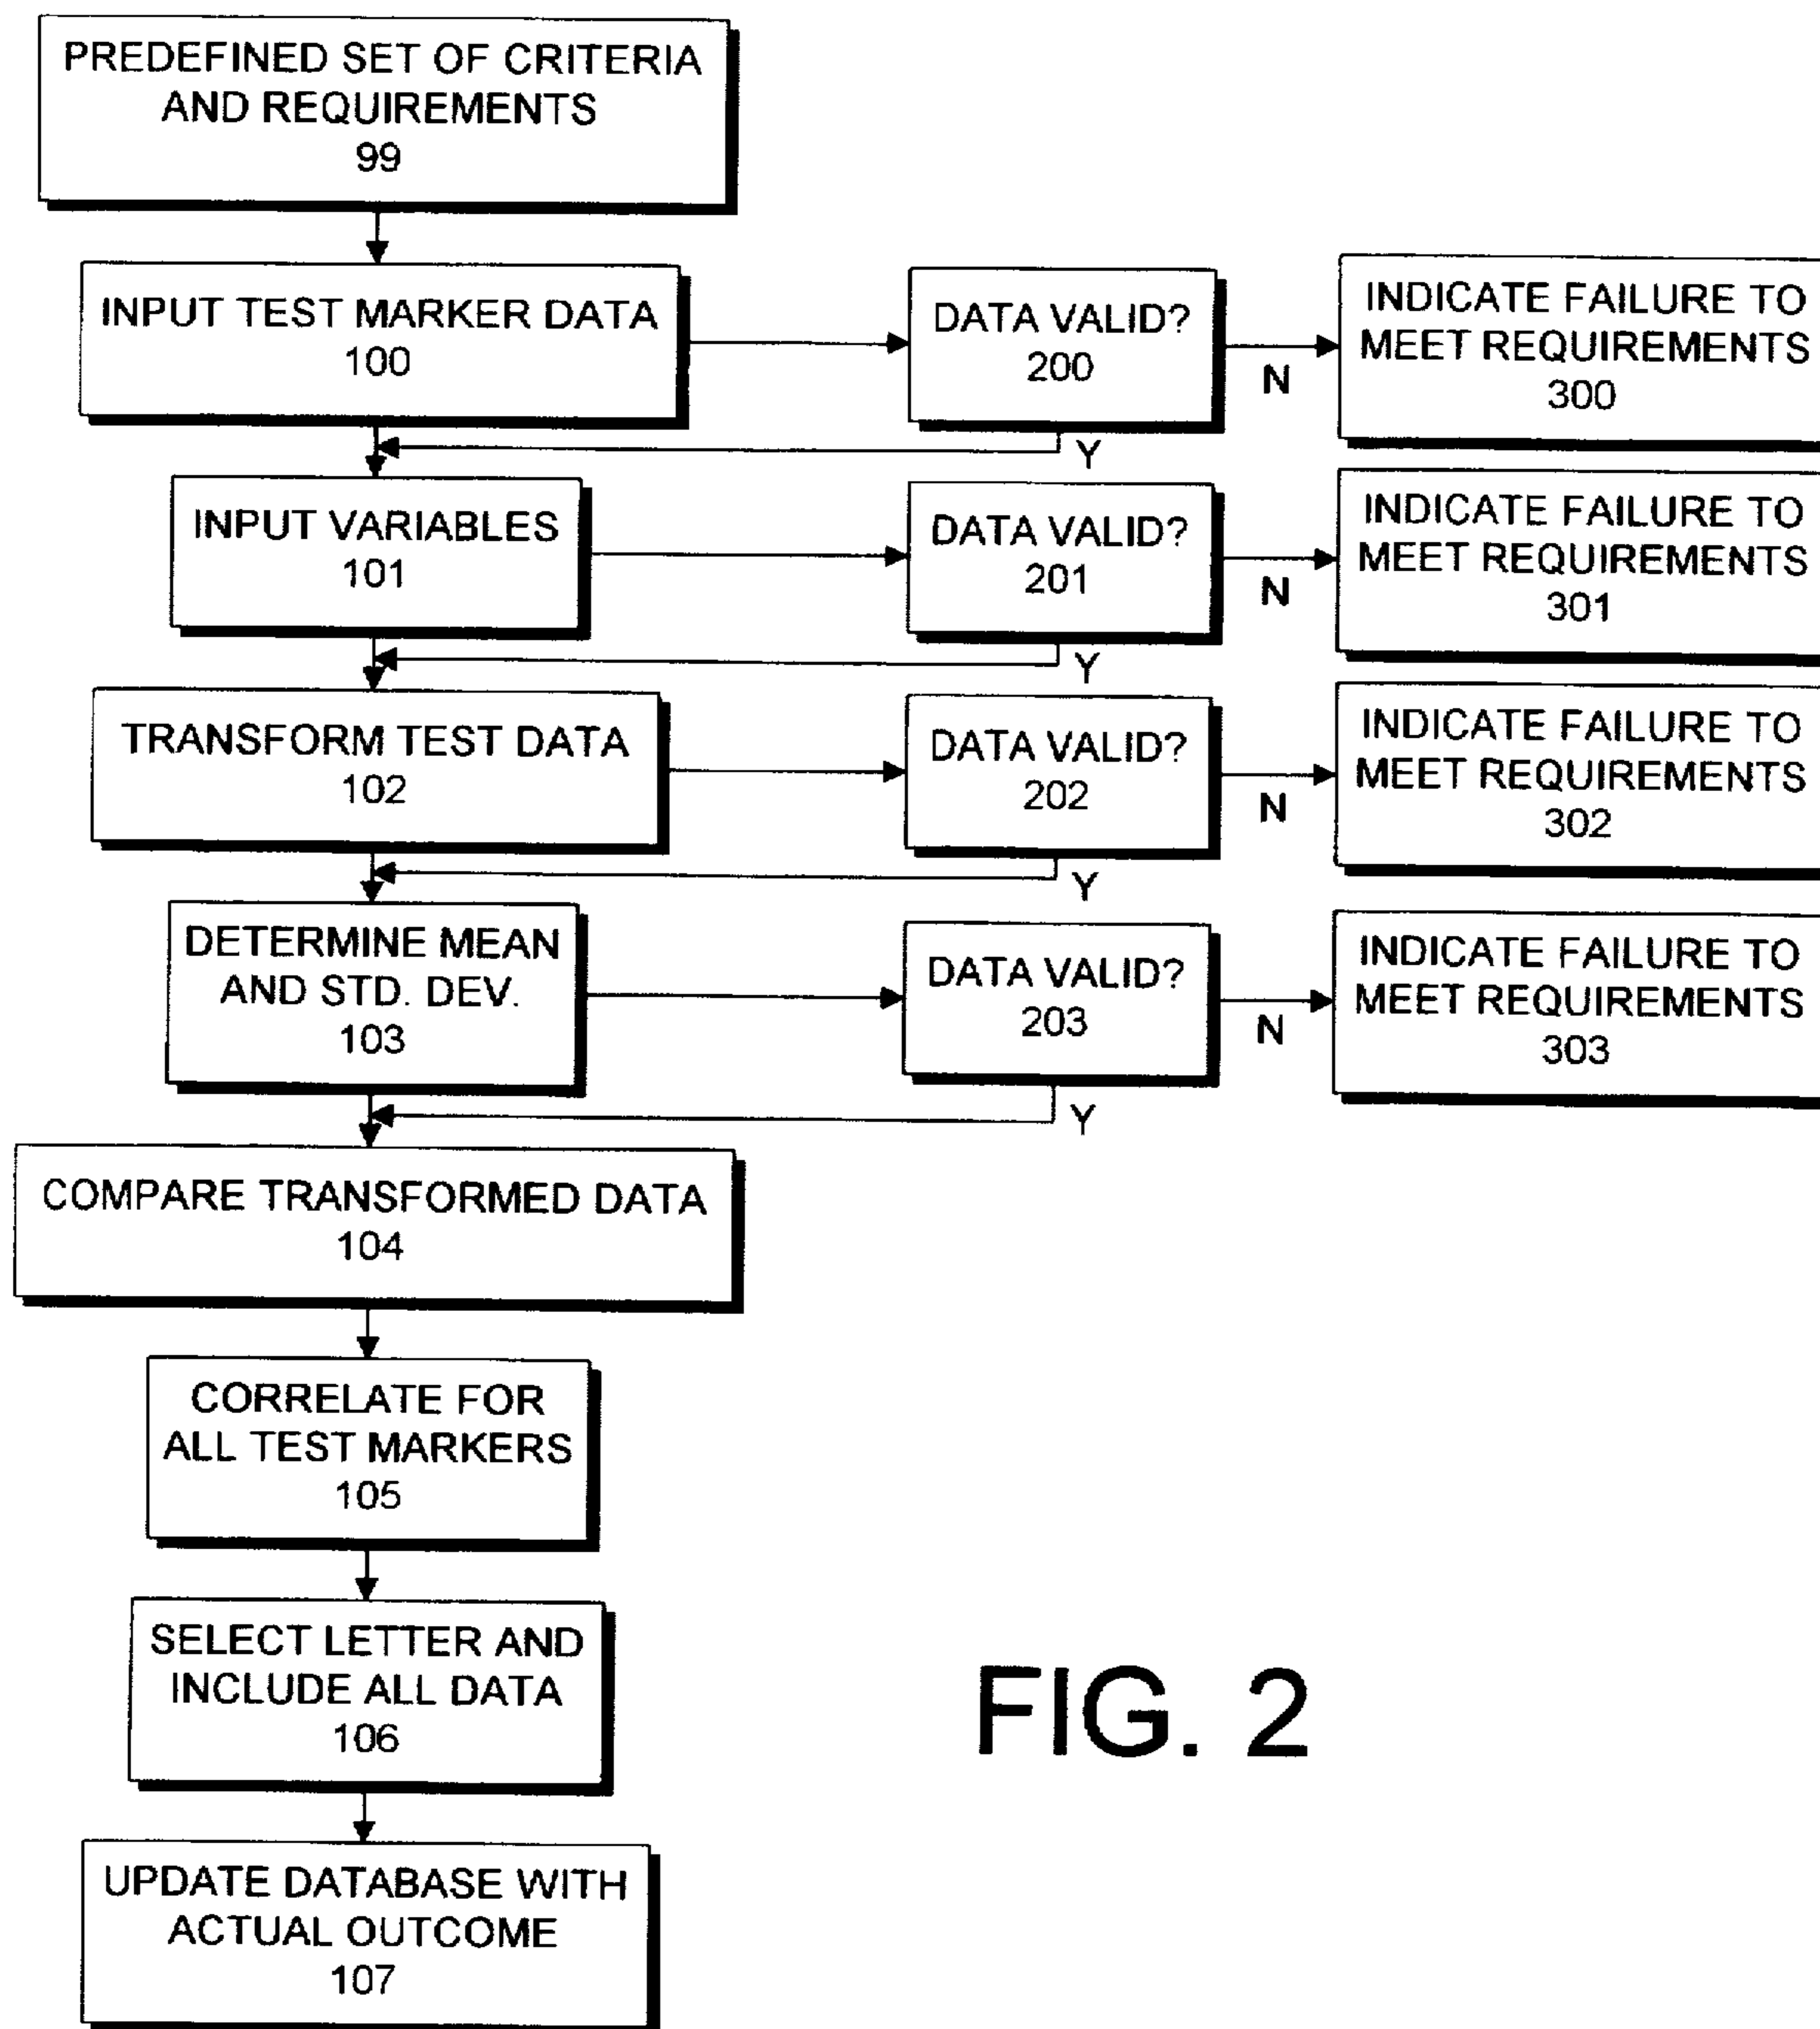 PREDEFINED SET OF CRITERIA
AND REQUIREMENTS
99
INPUT TEST MARKER DATA
100
DATA VALID?
200
N
Y
INDICATE FAILURE TO
MEET REQUIREMENTS
300
INPUT VARIABLES
101
DATA VALID?
201
N
Y
INDICATE FAILURE TO
MEET REQUIREMENTS
301
TRANSFORM TEST DATA
102
DATA VALID?
202
N
Y
INDICATE FAILURE TO
MEET REQUIREMENTS
302
DETERMINE MEAN
AND STD. DEV.
103
DATA VALID?
203
N
Y
INDICATE FAILURE TO
MEET REQUIREMENTS
303
COMPARE TRANSFORMED DATA
104
CORRELATE FOR
ALL TEST MARKERS
105
SELECT LETTER AND
INCLUDE ALL DATA
106
UPDATE DATABASE WITH
ACTUAL OUTCOME
107
FIG. 2